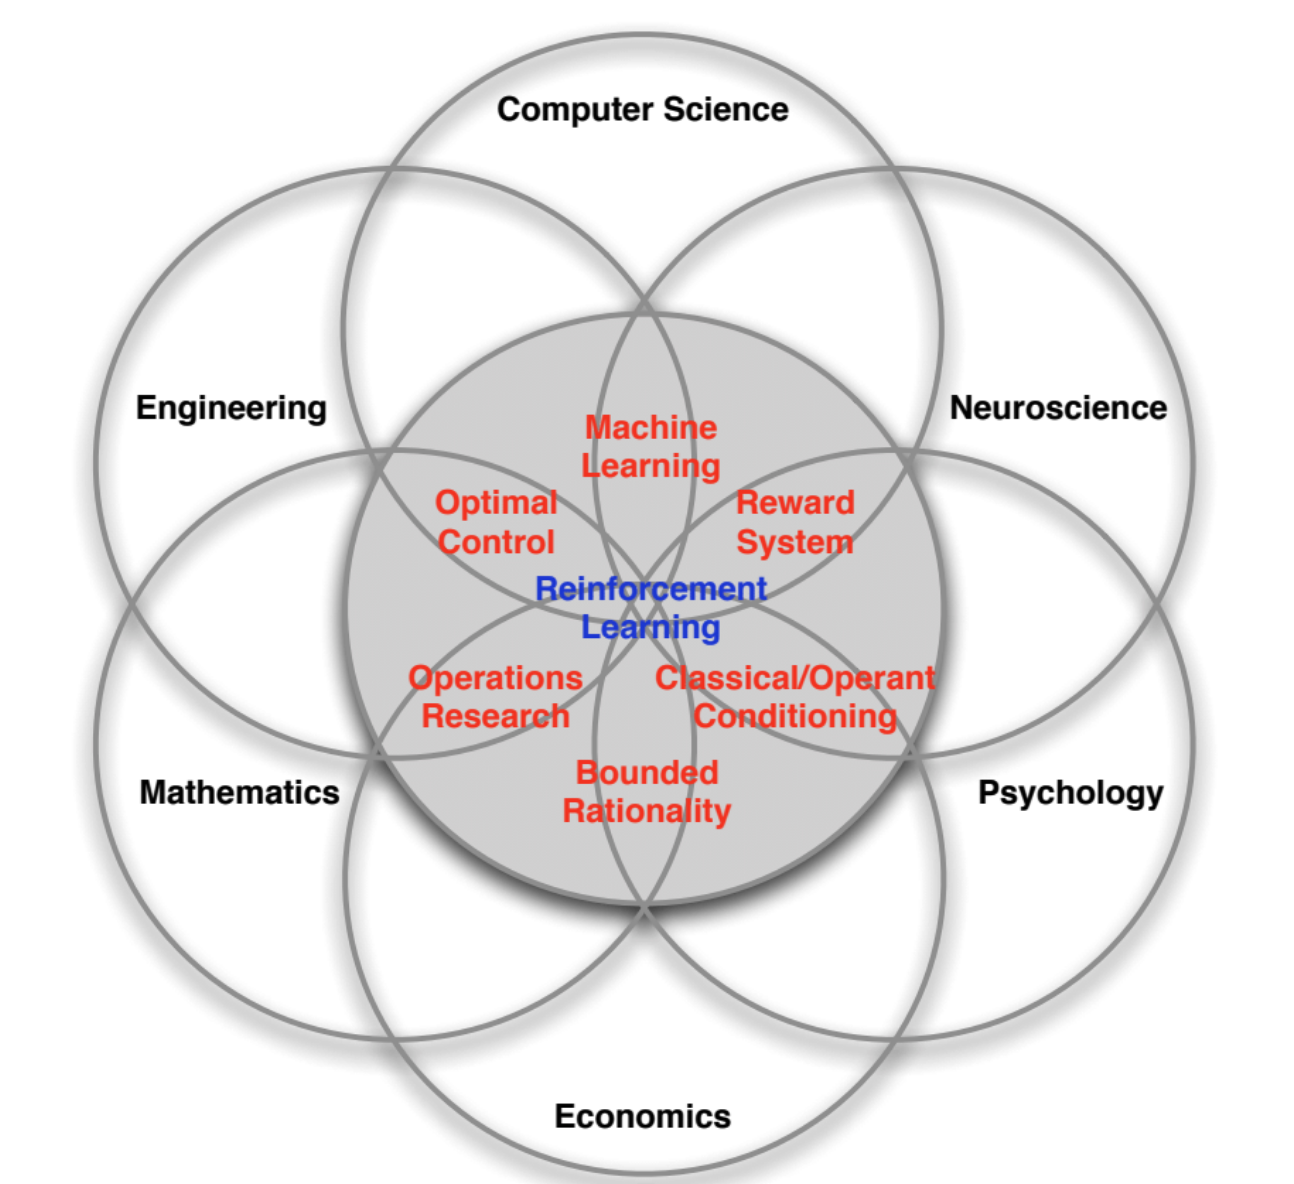 Computer Science
Engineering
Neuroscience
Machine
Learning
Optimal
Control
Reward
System
Reinforcement
Learning
Operations
Research
Classical/Operant
Conditioning
Bounded
Rationality
Mathematics
Psychology
Economics